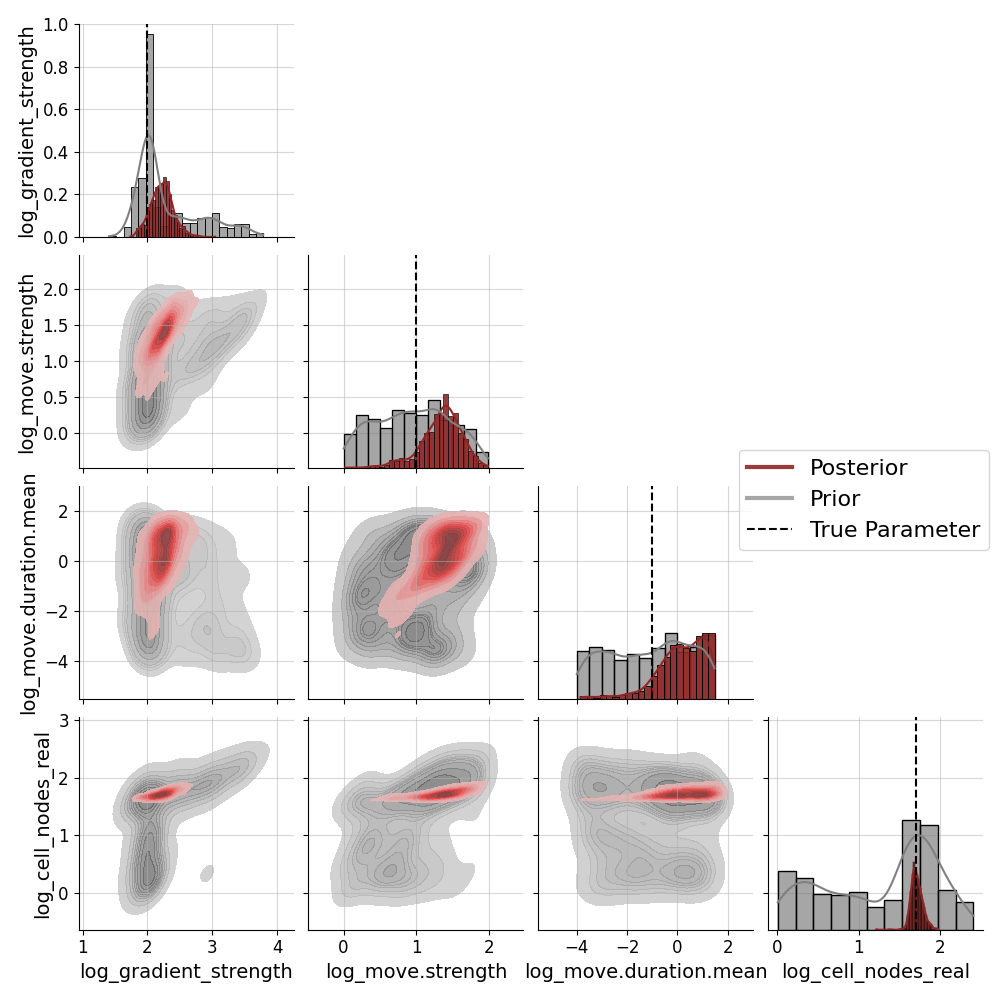 1.0
0.8
0.6
0.4
0.2
0.0
log_gradient_strength
2.0
1.5
1.0
0.5
0.0
log_move.strength
2
0
−2
−4
log_move.duration.mean
Posterior
Prior
True Parameter
3
2
1
0
log_cell_nodes_real
1 2 3 4
0 1 2
−4 −2 0 2
0 1 2
log_gradient_strength
log_move.strength
log_move.duration.mean
log_cell_nodes_real